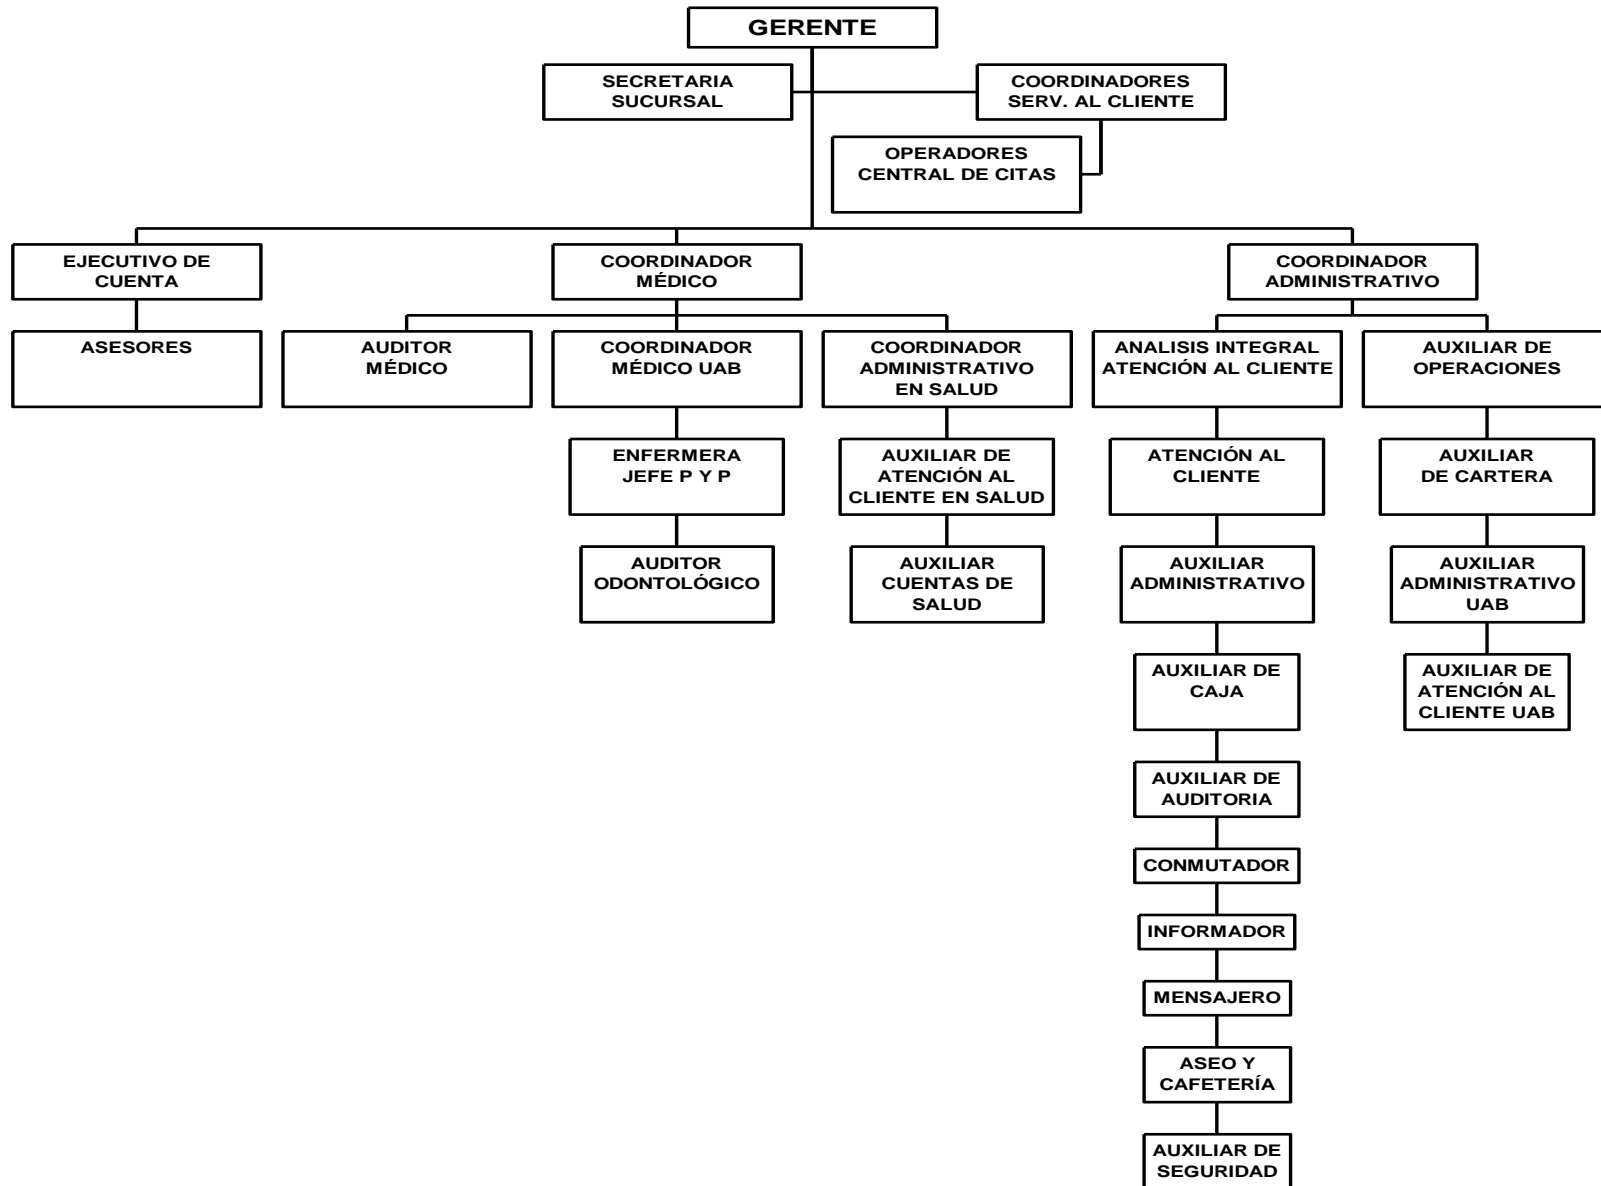 GERENTE
SECRETARIA
SUCURSAL
COORDINADORES
SERV. AL CLIENTE
OPERADORES
CENTRAL DE CITAS
EJECUTIVO DE
CUENTA
COORDINADOR
MÉDICO
COORDINADOR
ADMINISTRATIVO
ASESORES
AUDITOR
MÉDICO
COORDINADOR
MÉDICO UAB
COORDINADOR
ADMINISTRATIVO
EN SALUD
ANALISIS INTEGRAL
ATENCIÓN AL CLIENTE
AUXILIAR DE
OPERACIONES
ENFERMERA
JEFE P Y P
AUXILIAR DE
ATENCIÓN AL
CLIENTE EN SALUD
ATENCIÓN AL
CLIENTE
AUXILIAR
DE CARTERA
AUDITOR
ODONTOLÓGICO
AUXILIAR
CUENTAS DE
SALUD
AUXILIAR
ADMINISTRATIVO
AUXILIAR
ADMINISTRATIVO
UAB
AUXILIAR DE
CAJA
AUXILIAR DE
ATENCIÓN AL
CLIENTE UAB
AUXILIAR DE
AUDITORIA
CONMUTADOR
INFORMADOR
MENSAJERO
ASEO Y
CAFETERÍA
AUXILIAR DE
SEGURIDAD